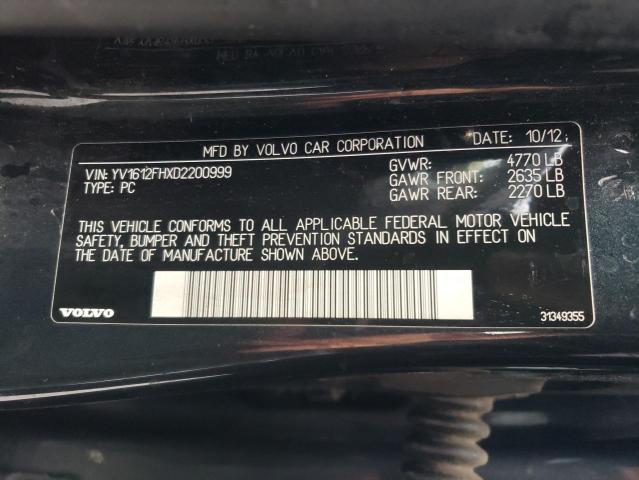 MFD BY VOLVO CAR CORPORATION DATE: 10/12
VIN: YV1612FHXD2200999 GVWR: 4770 LB
TYPE: PC GAWR FRONT: 2635 LB
GAWR REAR: 2270 LB
THIS VEHICLE CONFORMS TO ALL APPLICABLE FEDERAL MOTOR VEHICLE
SAFETY, BUMPER AND THEFT PREVENTION STANDARDS IN EFFECT ON
THE DATE OF MANUFACTURE SHOWN ABOVE.
VOLVO 31349355